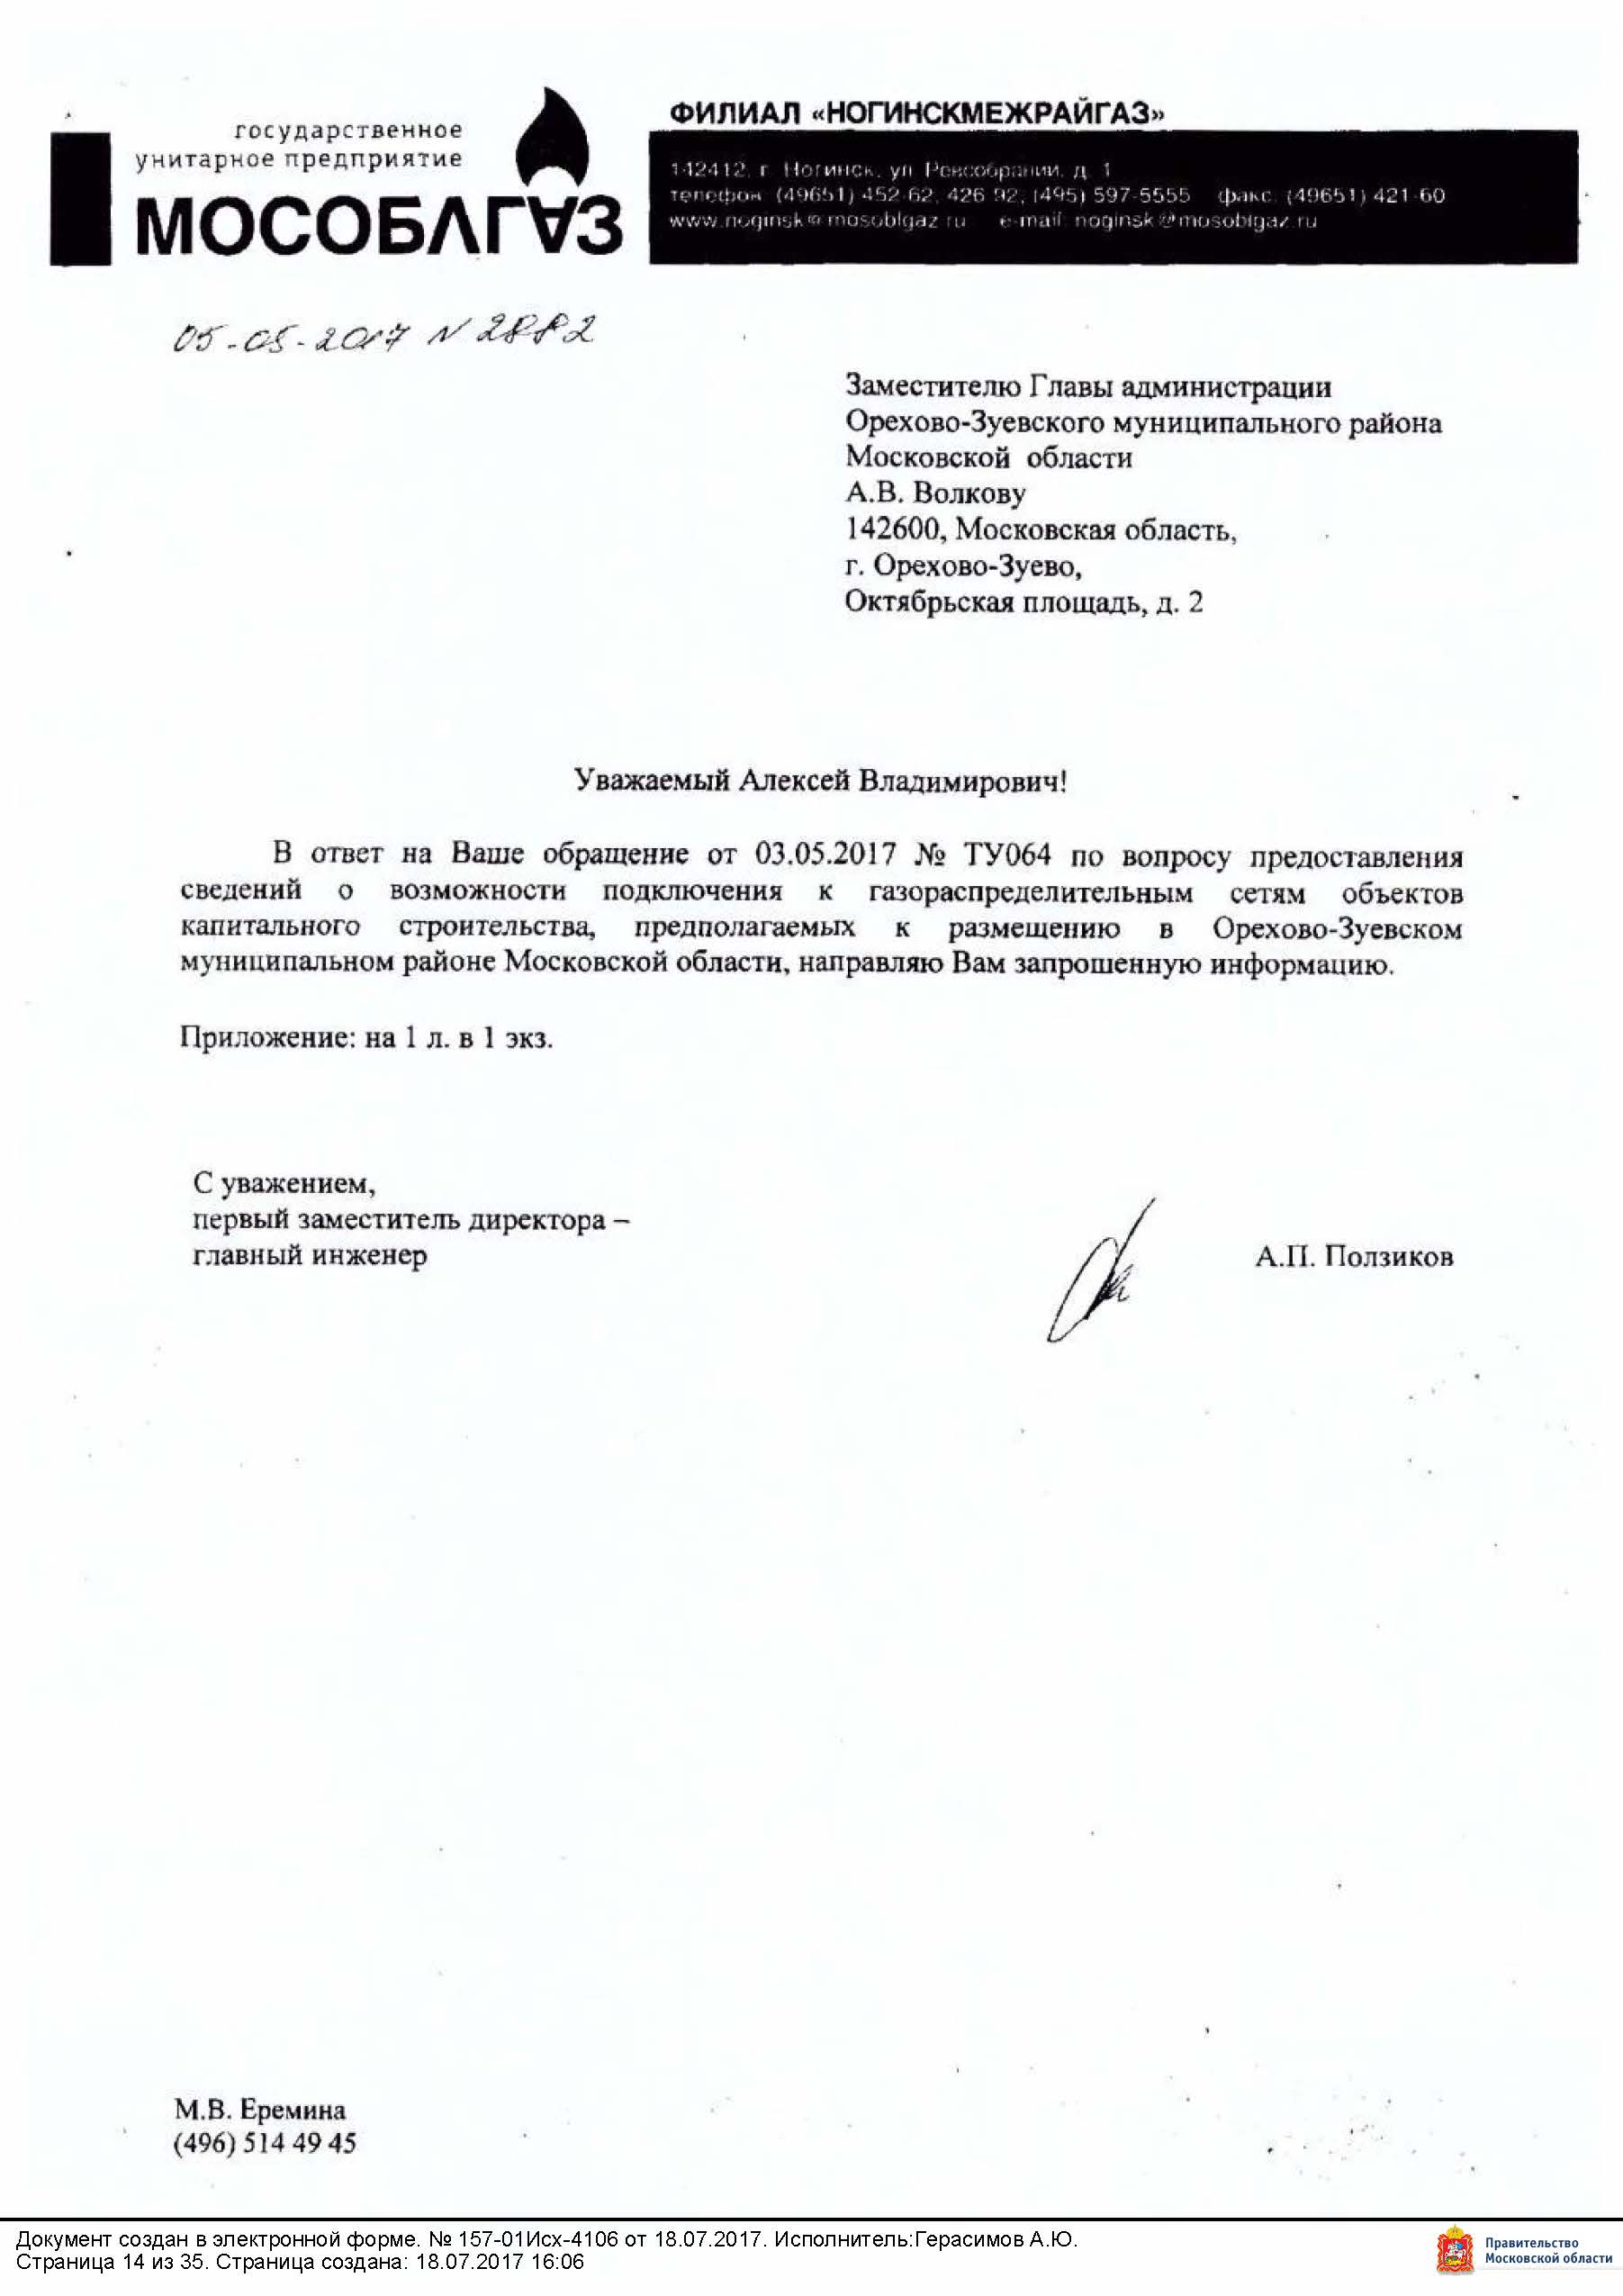 государственное
унитарное предприятие
МОСОБЛГАЗ
ФИЛИАЛ «НОГИНСКМЕЖРАЙГАЗ»
142412, г. Ногинск, ул. Ревсобрании, д. 1
телефон (49651) 452-62, 426-92, (495) 597-5555 факс: (49651) 421-60
www.noginsk@mosoblgaz.ru e-mail: noginsk@mosoblgaz.ru
05-05-2017 N 2882
Заместителю Главы администрации
Орехово-Зуевского муниципального района
Московской области
А.В. Волкову
142600, Московская область,
г. Орехово-Зуево,
Октябрьская площадь, д. 2
Уважаемый Алексей Владимирович!
В ответ на Ваше обращение от 03.05.2017 № ТУ064 по вопросу предоставления
сведений о возможности подключения к газораспределительным сетям объектов
капитального строительства, предполагаемых к размещению в Орехово-Зуевском
муниципальном районе Московской области, направляю Вам запрошенную информацию.
Приложение: на 1 л. в 1 экз.
С уважением,
первый заместитель директора –
главный инженер
А.П. Ползиков
М.В. Еремина
(496) 514 49 45
Документ создан в электронной форме. № 157-01Исх-4106 от 18.07.2017. Исполнитель:Герасимов А.Ю.
Страница 14 из 35. Страница создана: 18.07.2017 16:06
Правительство
Московской области